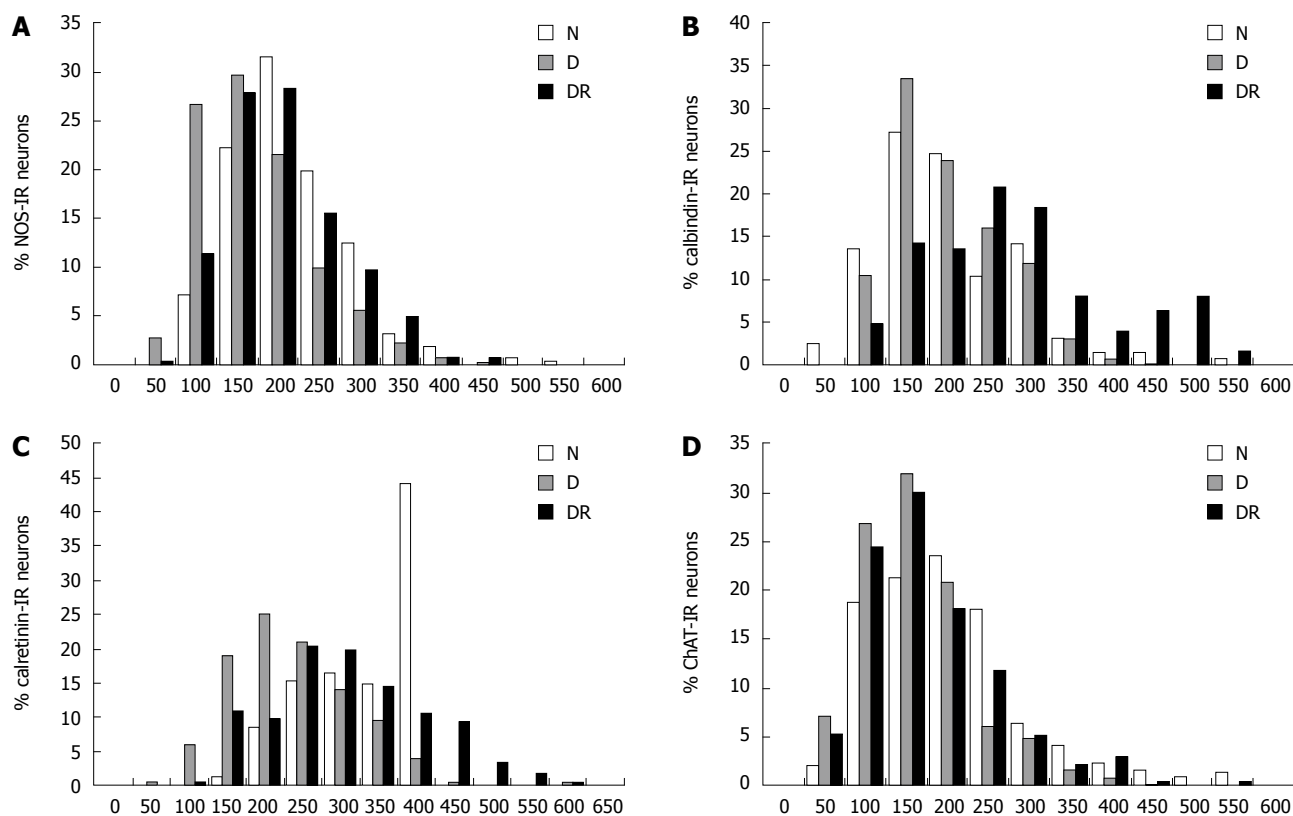 A
35
30
25
20
15
10
5
0
% NOS-IR neurons
N
D
DR
0 50 100 150 200 250 300 350 400 450 500 550 600
B
40
35
30
25
20
15
10
5
0
% calbindin-IR neurons
N
D
DR
0 50 100 150 200 250 300 350 400 450 500 550 600
C
50
45
40
35
30
25
20
15
10
5
0
% calretinin-IR neurons
N
D
DR
0 50 100 150 200 250 300 350 400 450 500 550 600 650
D
35
30
25
20
15
10
5
0
% ChAT-IR neurons
N
D
DR
0 50 100 150 200 250 300 350 400 450 500 550 600